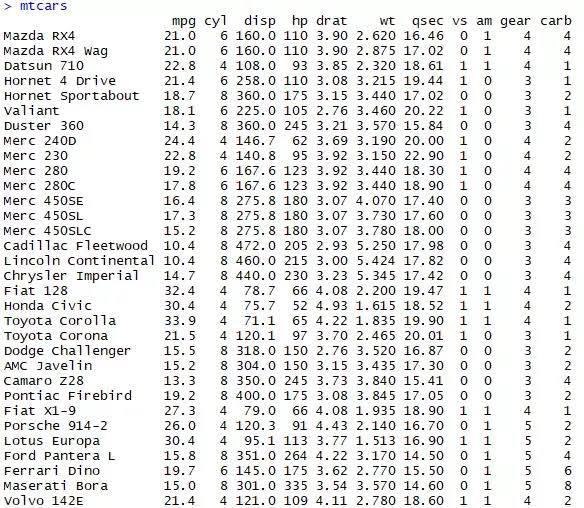 > mtcars
mpg cyl disp hp drat wt qsec vs am gear carb
Mazda RX4 21.0 6 160.0 110 3.90 2.620 16.46 0 1 4 4
Mazda RX4 Wag 21.0 6 160.0 110 3.90 2.875 17.02 0 1 4 4
Datsun 710 22.8 4 108.0 93 3.85 2.320 18.61 1 1 4 1
Hornet 4 Drive 21.4 6 258.0 110 3.08 3.215 19.44 1 0 3 1
Hornet Sportabout 18.7 8 360.0 175 3.15 3.440 17.02 0 0 3 2
Valiant 18.1 6 225.0 105 2.76 3.460 20.22 1 0 3 1
Duster 360 14.3 8 360.0 245 3.21 3.570 15.84 0 0 3 4
Merc 240D 24.4 4 146.7 62 3.69 3.190 20.00 1 0 4 2
Merc 230 22.8 4 140.8 95 3.92 3.150 22.90 1 0 4 2
Merc 280 19.2 6 167.6 123 3.92 3.440 18.30 1 0 4 4
Merc 280C 17.8 6 167.6 123 3.92 3.440 18.90 1 0 4 4
Merc 450SE 16.4 8 275.8 180 3.07 4.070 17.40 0 0 3 3
Merc 450SL 17.3 8 275.8 180 3.07 3.730 17.60 0 0 3 3
Merc 450SLC 15.2 8 275.8 180 3.07 3.780 18.00 0 0 3 3
Cadillac Fleetwood 10.4 8 472.0 205 2.93 5.250 17.98 0 0 3 4
Lincoln Continental 10.4 8 460.0 215 3.00 5.424 17.82 0 0 3 4
Chrysler Imperial 14.7 8 440.0 230 3.23 5.345 17.42 0 0 3 4
Fiat 128 32.4 4 78.7 66 4.08 2.200 19.47 1 1 4 1
Honda Civic 30.4 4 75.7 52 4.93 1.615 18.52 1 1 4 2
Toyota Corolla 33.9 4 71.1 65 4.22 1.835 19.90 1 1 4 1
Toyota Corona 21.5 4 120.1 97 3.70 2.465 20.01 1 0 3 1
Dodge Challenger 15.5 8 318.0 150 2.76 3.520 16.87 0 0 3 2
AMC Javelin 15.2 8 304.0 150 3.15 3.435 17.30 0 0 3 2
Camaro Z28 13.3 8 350.0 245 3.73 3.840 15.41 0 0 3 4
Pontiac Firebird 19.2 8 400.0 175 3.08 3.845 17.05 0 0 3 2
Fiat X1-9 27.3 4 79.0 66 4.08 1.935 18.90 1 1 4 1
Porsche 914-2 26.0 4 120.3 91 4.43 2.140 16.70 0 1 5 2
Lotus Europa 30.4 4 95.1 113 3.77 1.513 16.90 1 1 5 2
Ford Pantera L 15.8 8 351.0 264 4.22 3.170 14.50 0 1 5 4
Ferrari Dino 19.7 6 145.0 175 3.62 2.770 15.50 0 1 5 6
Maserati Bora 15.0 8 301.0 335 3.54 3.570 14.60 0 1 5 8
Volvo 142E 21.4 4 121.0 109 4.11 2.780 18.60 1 1 4 2